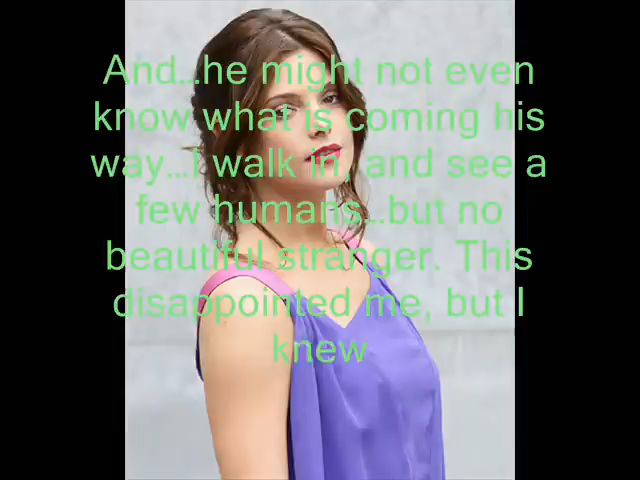 And...he might not even
know what is coming his
way...I walk in, and see a
few humans...but no
beautiful stranger. This
disappointed me, but I
knew